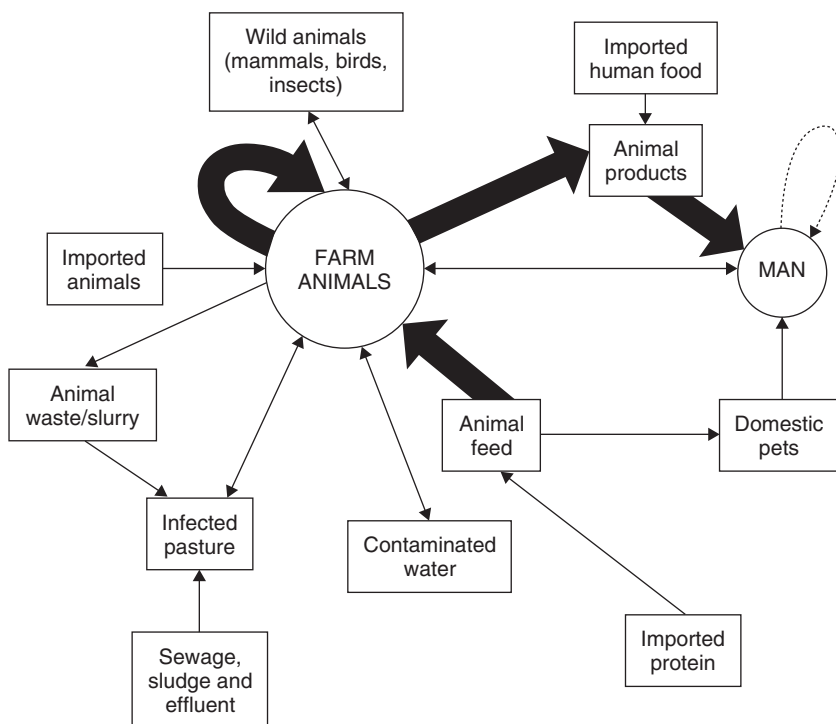 Wild animals
(mammals, birds,
insects)
Imported
human food
Animal
products
Imported
animals
FARM
ANIMALS
MAN
Animal
waste/slurry
Animal
feed
Domestic
pets
Infected
pasture
Contaminated
water
Sewage,
sludge and
effluent
Imported
protein